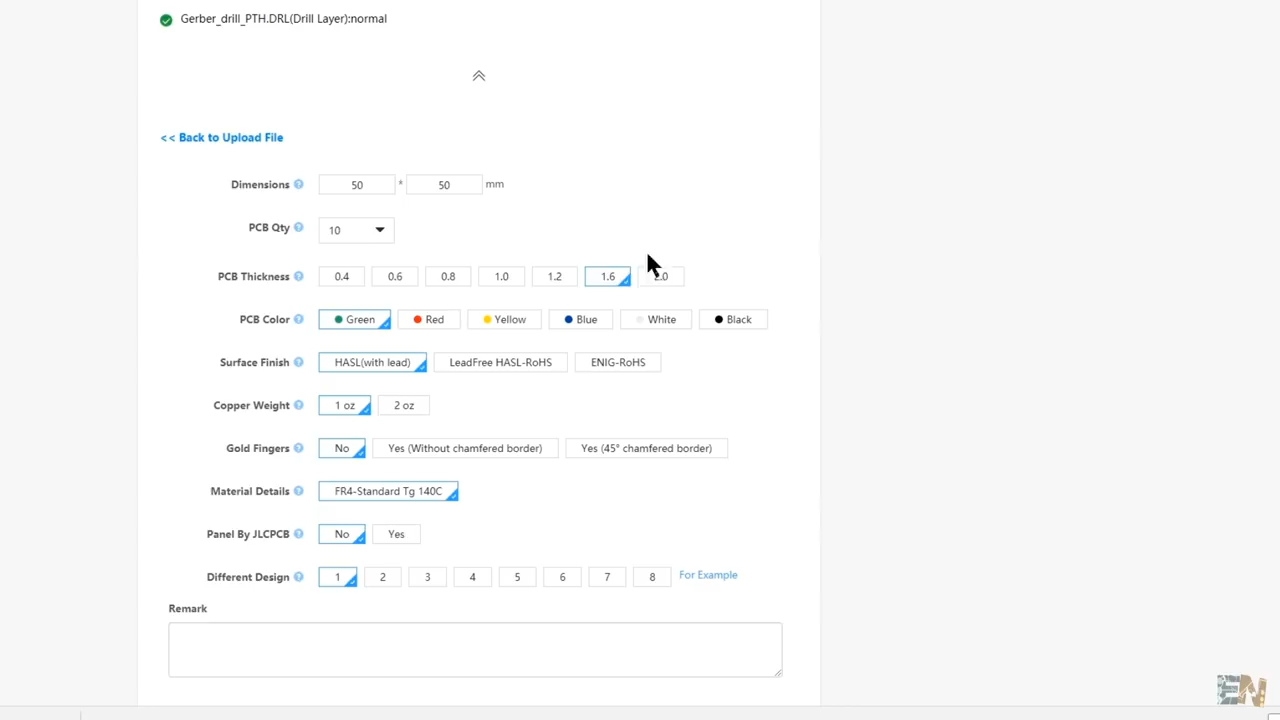 Gerber_drill_PTH.DRL(Drill Layer):normal
<< Back to Upload File
Dimensions 50 * 50 mm
PCB Qty 10
PCB Thickness 0.4 0.6 0.8 1.0 1.2 1.6 2.0
PCB Color Green Red Yellow Blue White Black
Surface Finish HASL(with lead) LeadFree HASL-RoHS ENIG-RoHS
Copper Weight 1 oz 2 oz
Gold Fingers No Yes (Without chamfered border) Yes (45° chamfered border)
Material Details FR4-Standard Tg 140C
Panel By JLCPCB No Yes
Different Design 1 2 3 4 5 6 7 8 For Example
Remark
EN